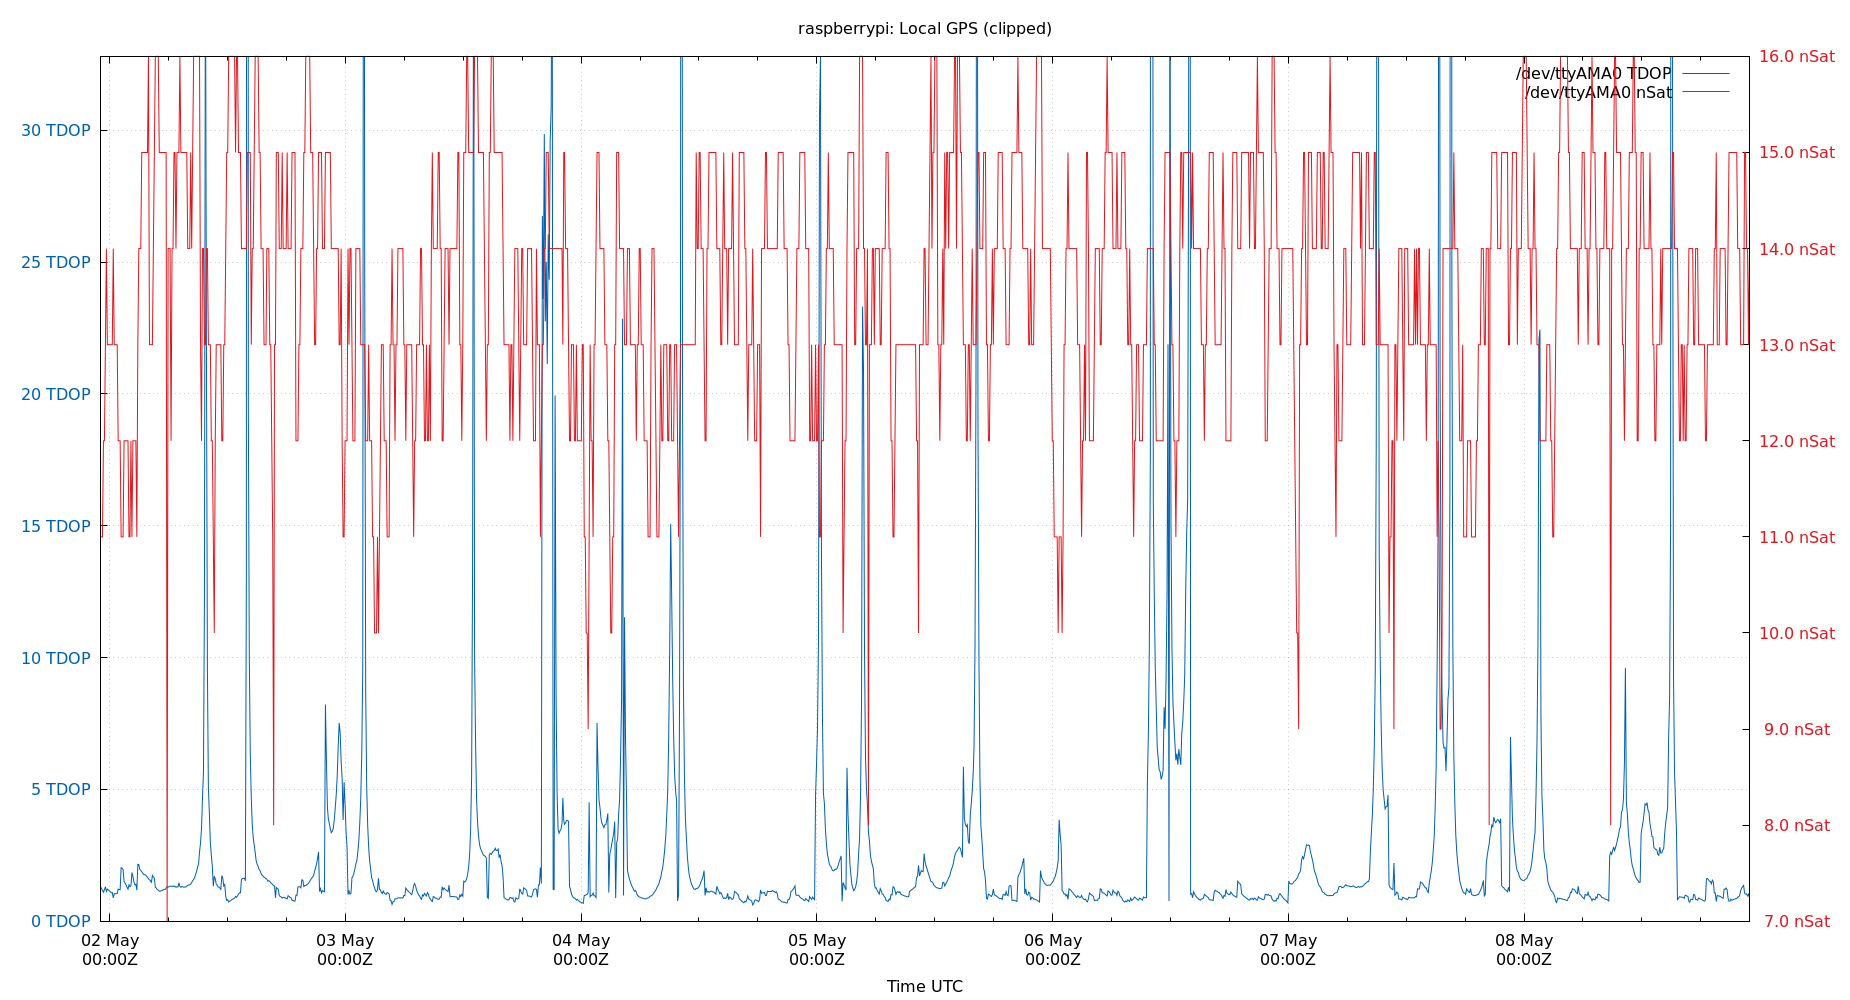 raspberrypi: Local GPS (clipped)
/dev/ttyAMA0 TDOP
/dev/ttyAMA0 nSat
30 TDOP
25 TDOP
20 TDOP
15 TDOP
10 TDOP
5 TDOP
0 TDOP
16.0 nSat
15.0 nSat
14.0 nSat
13.0 nSat
12.0 nSat
11.0 nSat
10.0 nSat
9.0 nSat
8.0 nSat
7.0 nSat
02 May 03 May 04 May 05 May 06 May 07 May 08 May
00:00Z 00:00Z 00:00Z 00:00Z 00:00Z 00:00Z 00:00Z
Time UTC